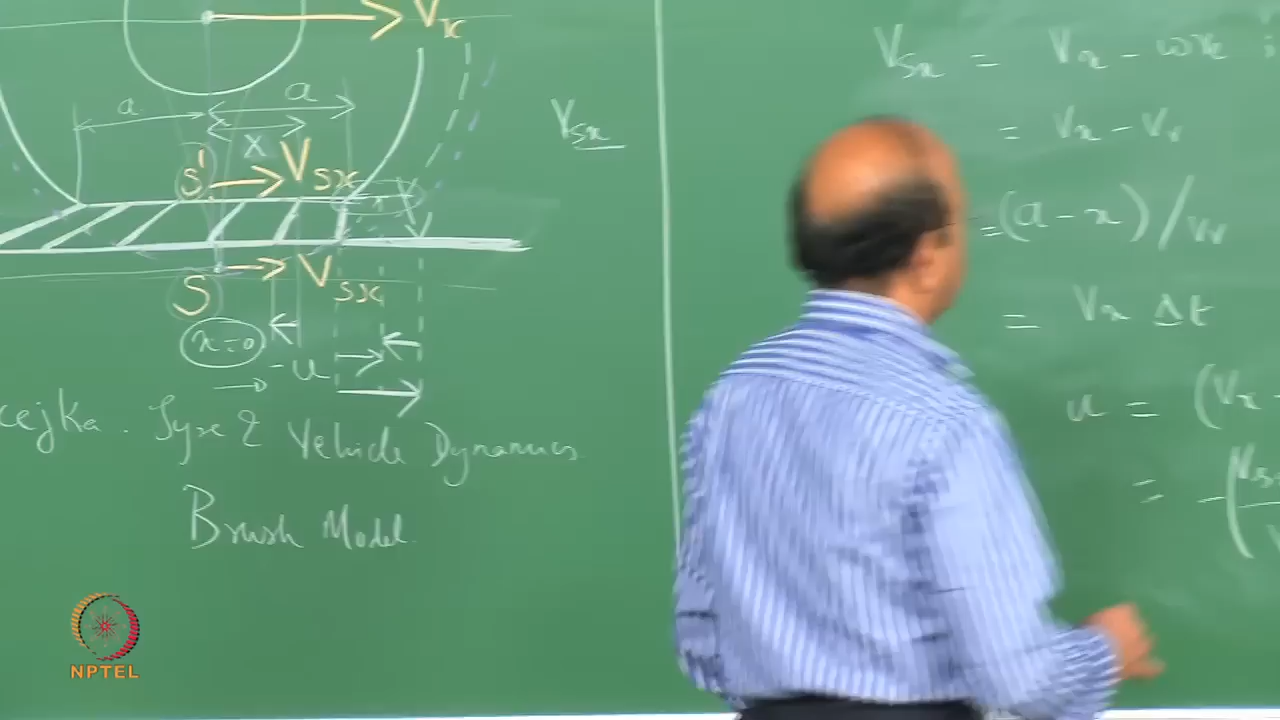 Vx
a
a
x
S' Vsx
Vsx
S Vsx
x=0
-u
cejka. Tyre & Vehicle Dynamics
Brush Model.
Vsx = Vx - ωre
= Vx - Vr
=(a-x)/Vr
= Vx Δt
u = (Vx
= -(Vs
NPTEL